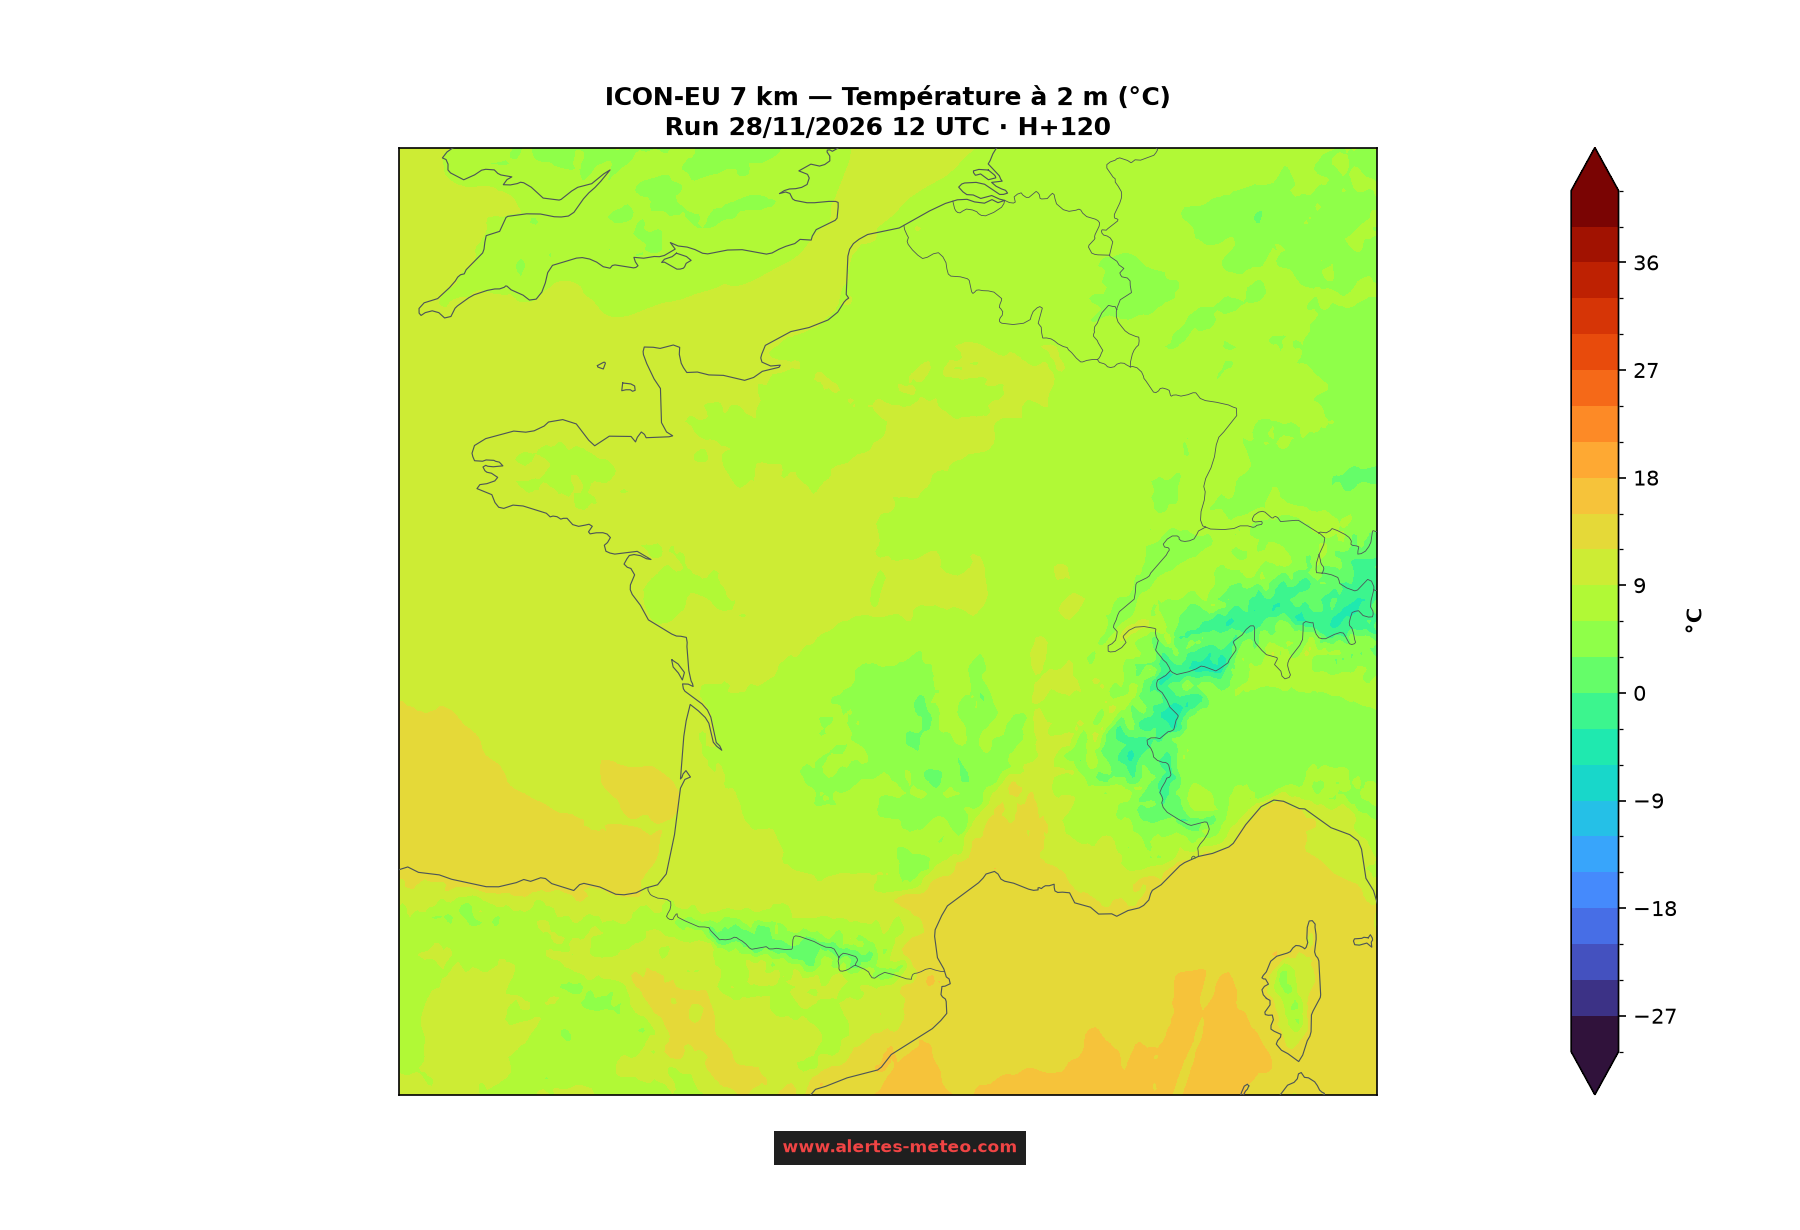 ICON-EU 7 km — Température à 2 m (°C)
Run 28/11/2026 12 UTC · H+120
36
27
18
9
0
−9
−18
−27
°C
www.alertes-meteo.com